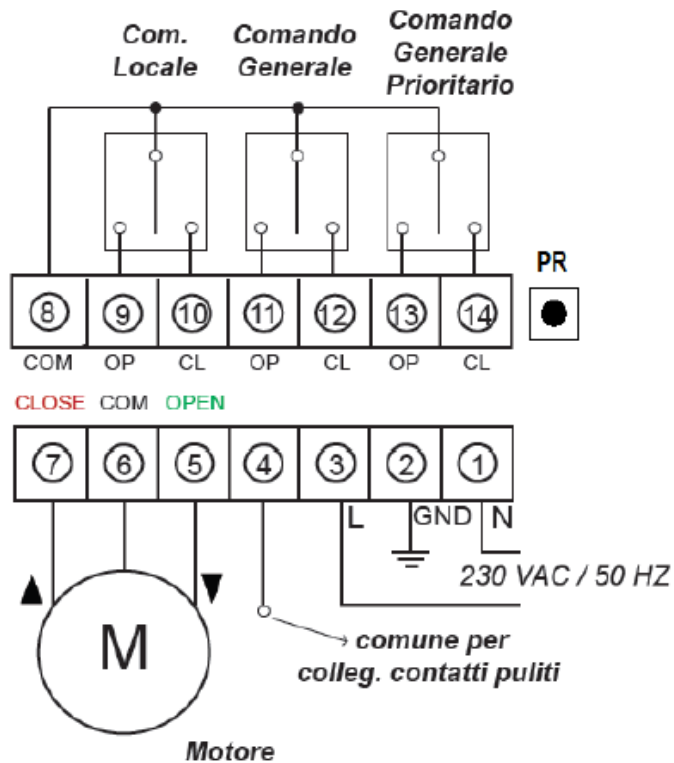 Com.
Locale
Comando
Generale
Comando
Generale
Prioritario
PR
8 9 10 11 12 13 14
COM OP CL OP CL OP CL
CLOSE COM OPEN
7 6 5 4 3 2 1
L GND N
230 VAC / 50 HZ
M
comune per
colleg. contatti puliti
Motore